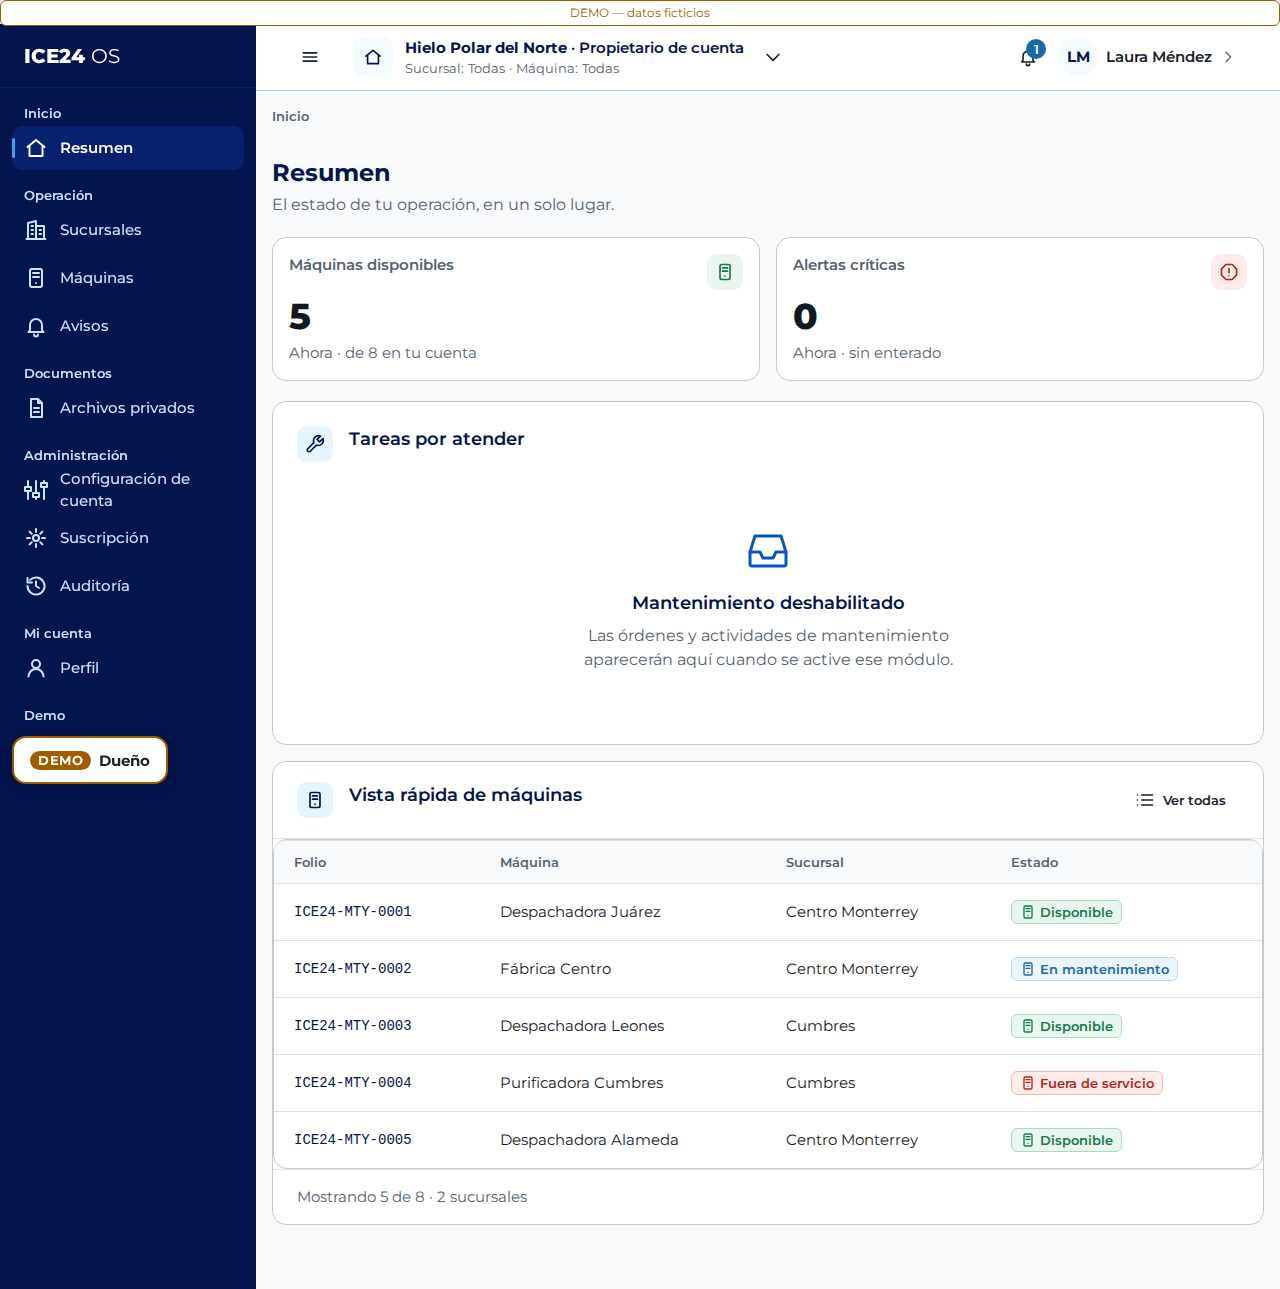 DEMO — datos ficticios
ICE24 OS
Inicio
Resumen
Operación
Sucursales
Máquinas
Avisos
Documentos
Archivos privados
Administración
Configuración de
cuenta
Suscripción
Auditoría
Mi cuenta
Perfil
Demo
DEMO Dueño
Hielo Polar del Norte · Propietario de cuenta
Sucursal: Todas · Máquina: Todas
1
LM Laura Méndez
Inicio
Resumen
El estado de tu operación, en un solo lugar.
Máquinas disponibles
5
Ahora · de 8 en tu cuenta
Alertas críticas
0
Ahora · sin enterado
Tareas por atender
Mantenimiento deshabilitado
Las órdenes y actividades de mantenimiento
aparecerán aquí cuando se active ese módulo.
Vista rápida de máquinas
Ver todas
Folio Máquina Sucursal Estado
ICE24-MTY-0001 Despachadora Juárez Centro Monterrey Disponible
ICE24-MTY-0002 Fábrica Centro Centro Monterrey En mantenimiento
ICE24-MTY-0003 Despachadora Leones Cumbres Disponible
ICE24-MTY-0004 Purificadora Cumbres Cumbres Fuera de servicio
ICE24-MTY-0005 Despachadora Alameda Centro Monterrey Disponible
Mostrando 5 de 8 · 2 sucursales